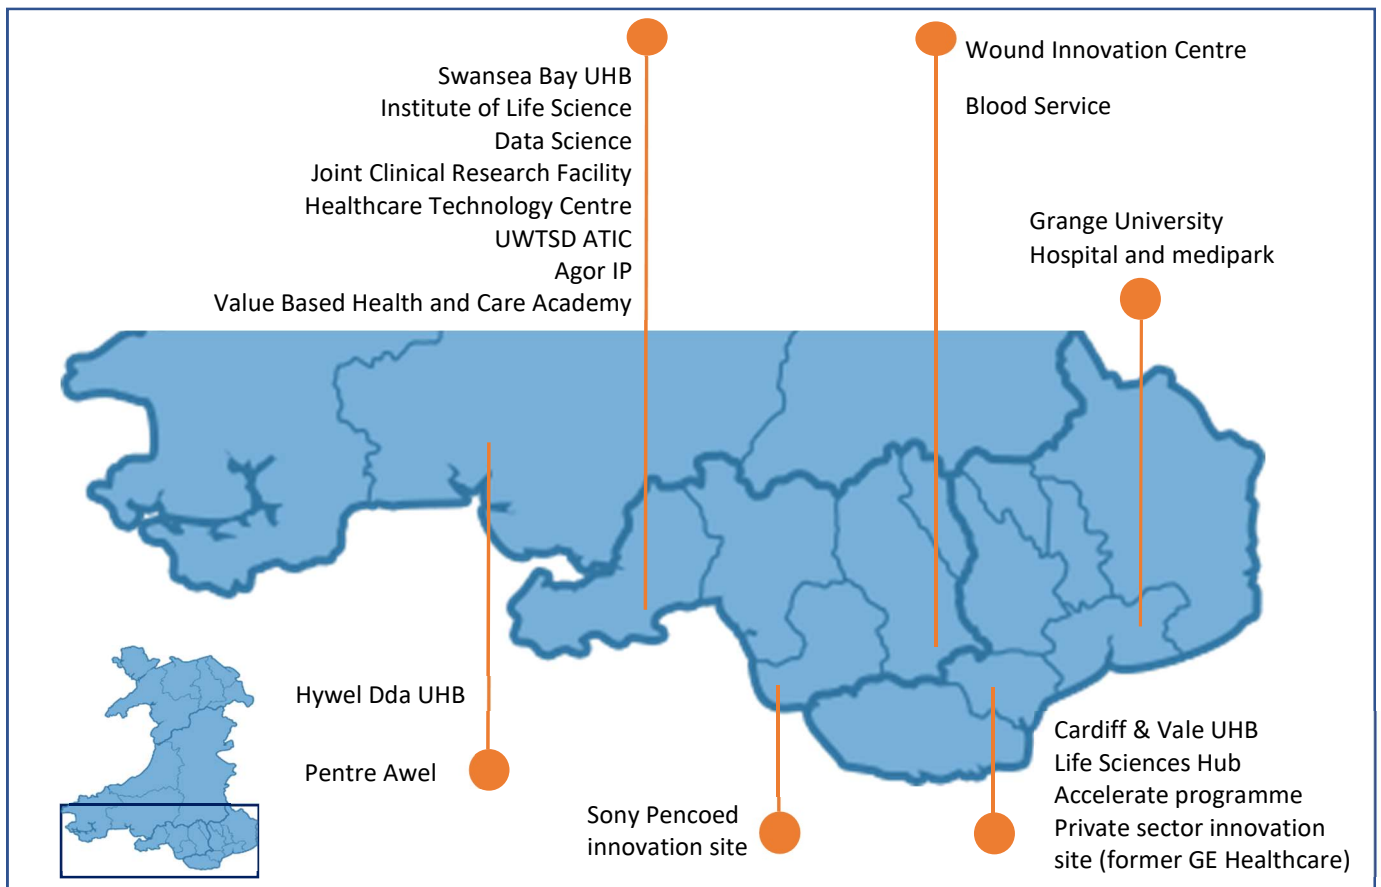 Swansea Bay UHB
Institute of Life Science
Data Science
Joint Clinical Research Facility
Healthcare Technology Centre
UWTSD ATIC
Agor IP
Value Based Health and Care Academy
Wound Innovation Centre
Blood Service
Grange University
Hospital and medipark
Hywel Dda UHB
Pentre Awel
Sony Pencoed
innovation site
Cardiff & Vale UHB
Life Sciences Hub
Accelerate programme
Private sector innovation
site (former GE Healthcare)